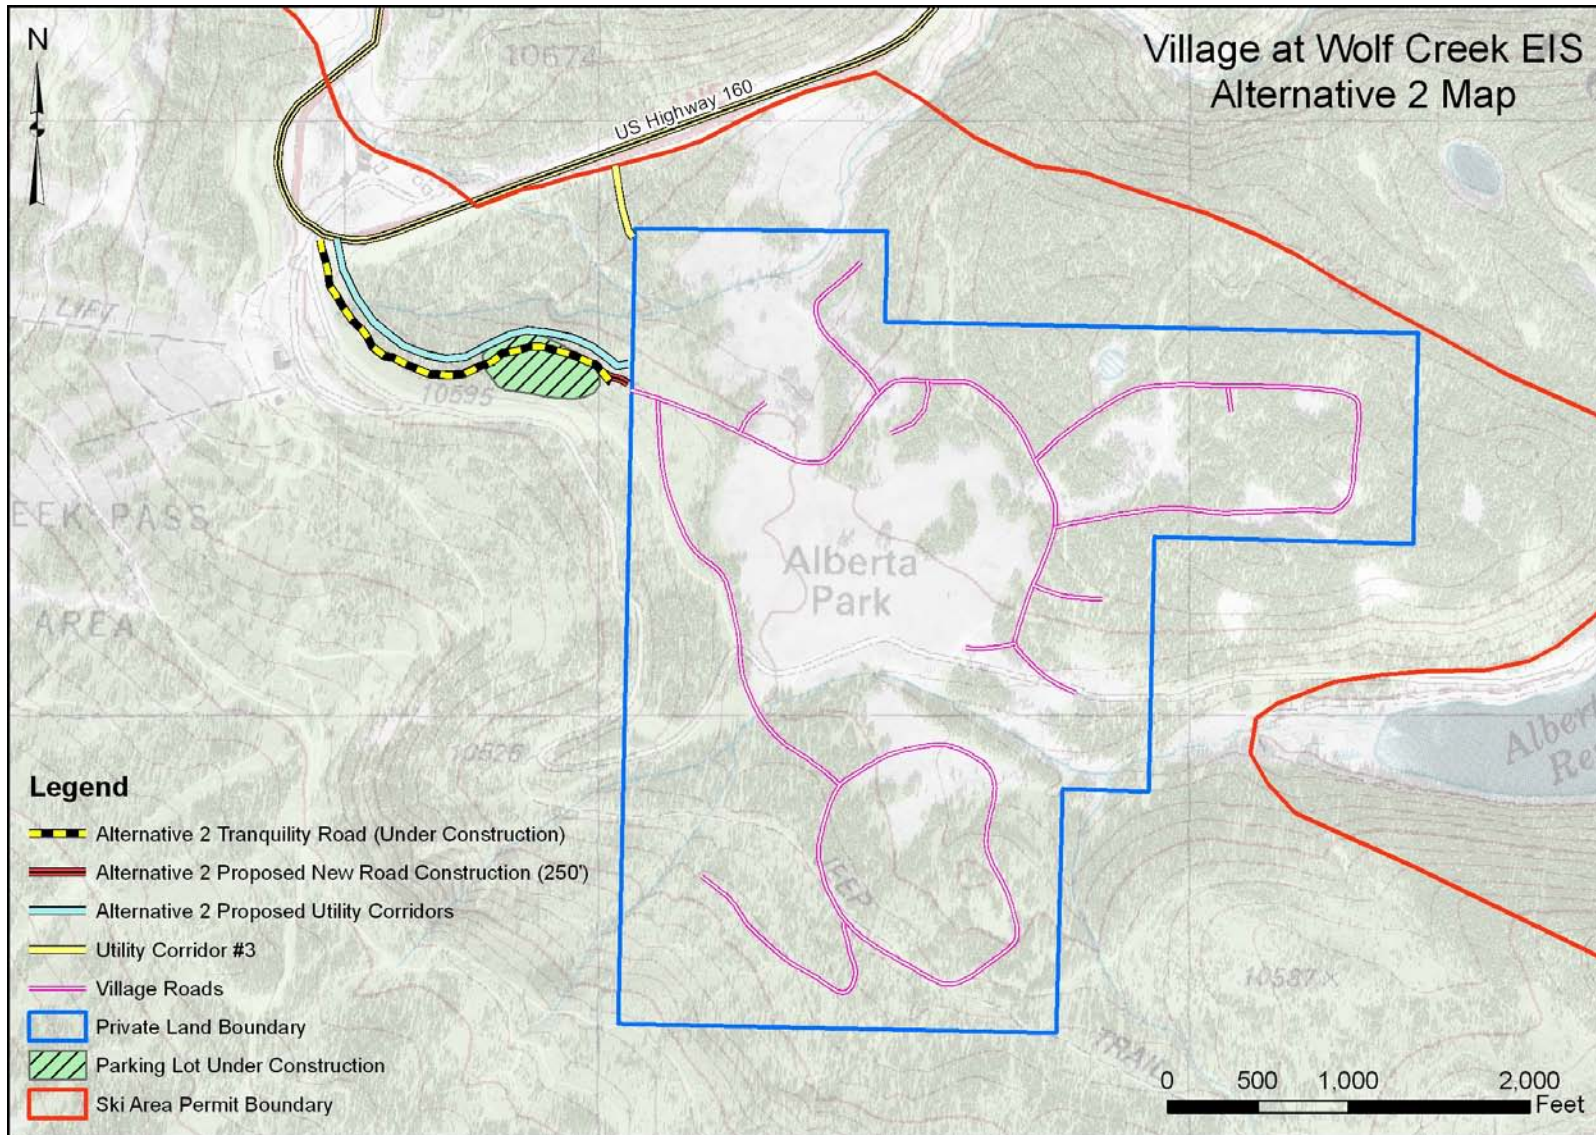 N
10674
US Highway 160
Village at Wolf Creek EIS
Alternative 2 Map
LIFT
10595
EEK PASS
AREA
Alberta
Park
JEEP
TRAIL
10587 X
Legend
Alternative 2 Tranquility Road (Under Construction)
Alternative 2 Proposed New Road Construction (250')
Alternative 2 Proposed Utility Corridors
Utility Corridor #3
Village Roads
Private Land Boundary
Parking Lot Under Construction
Ski Area Permit Boundary
0 500 1,000 2,000
Feet